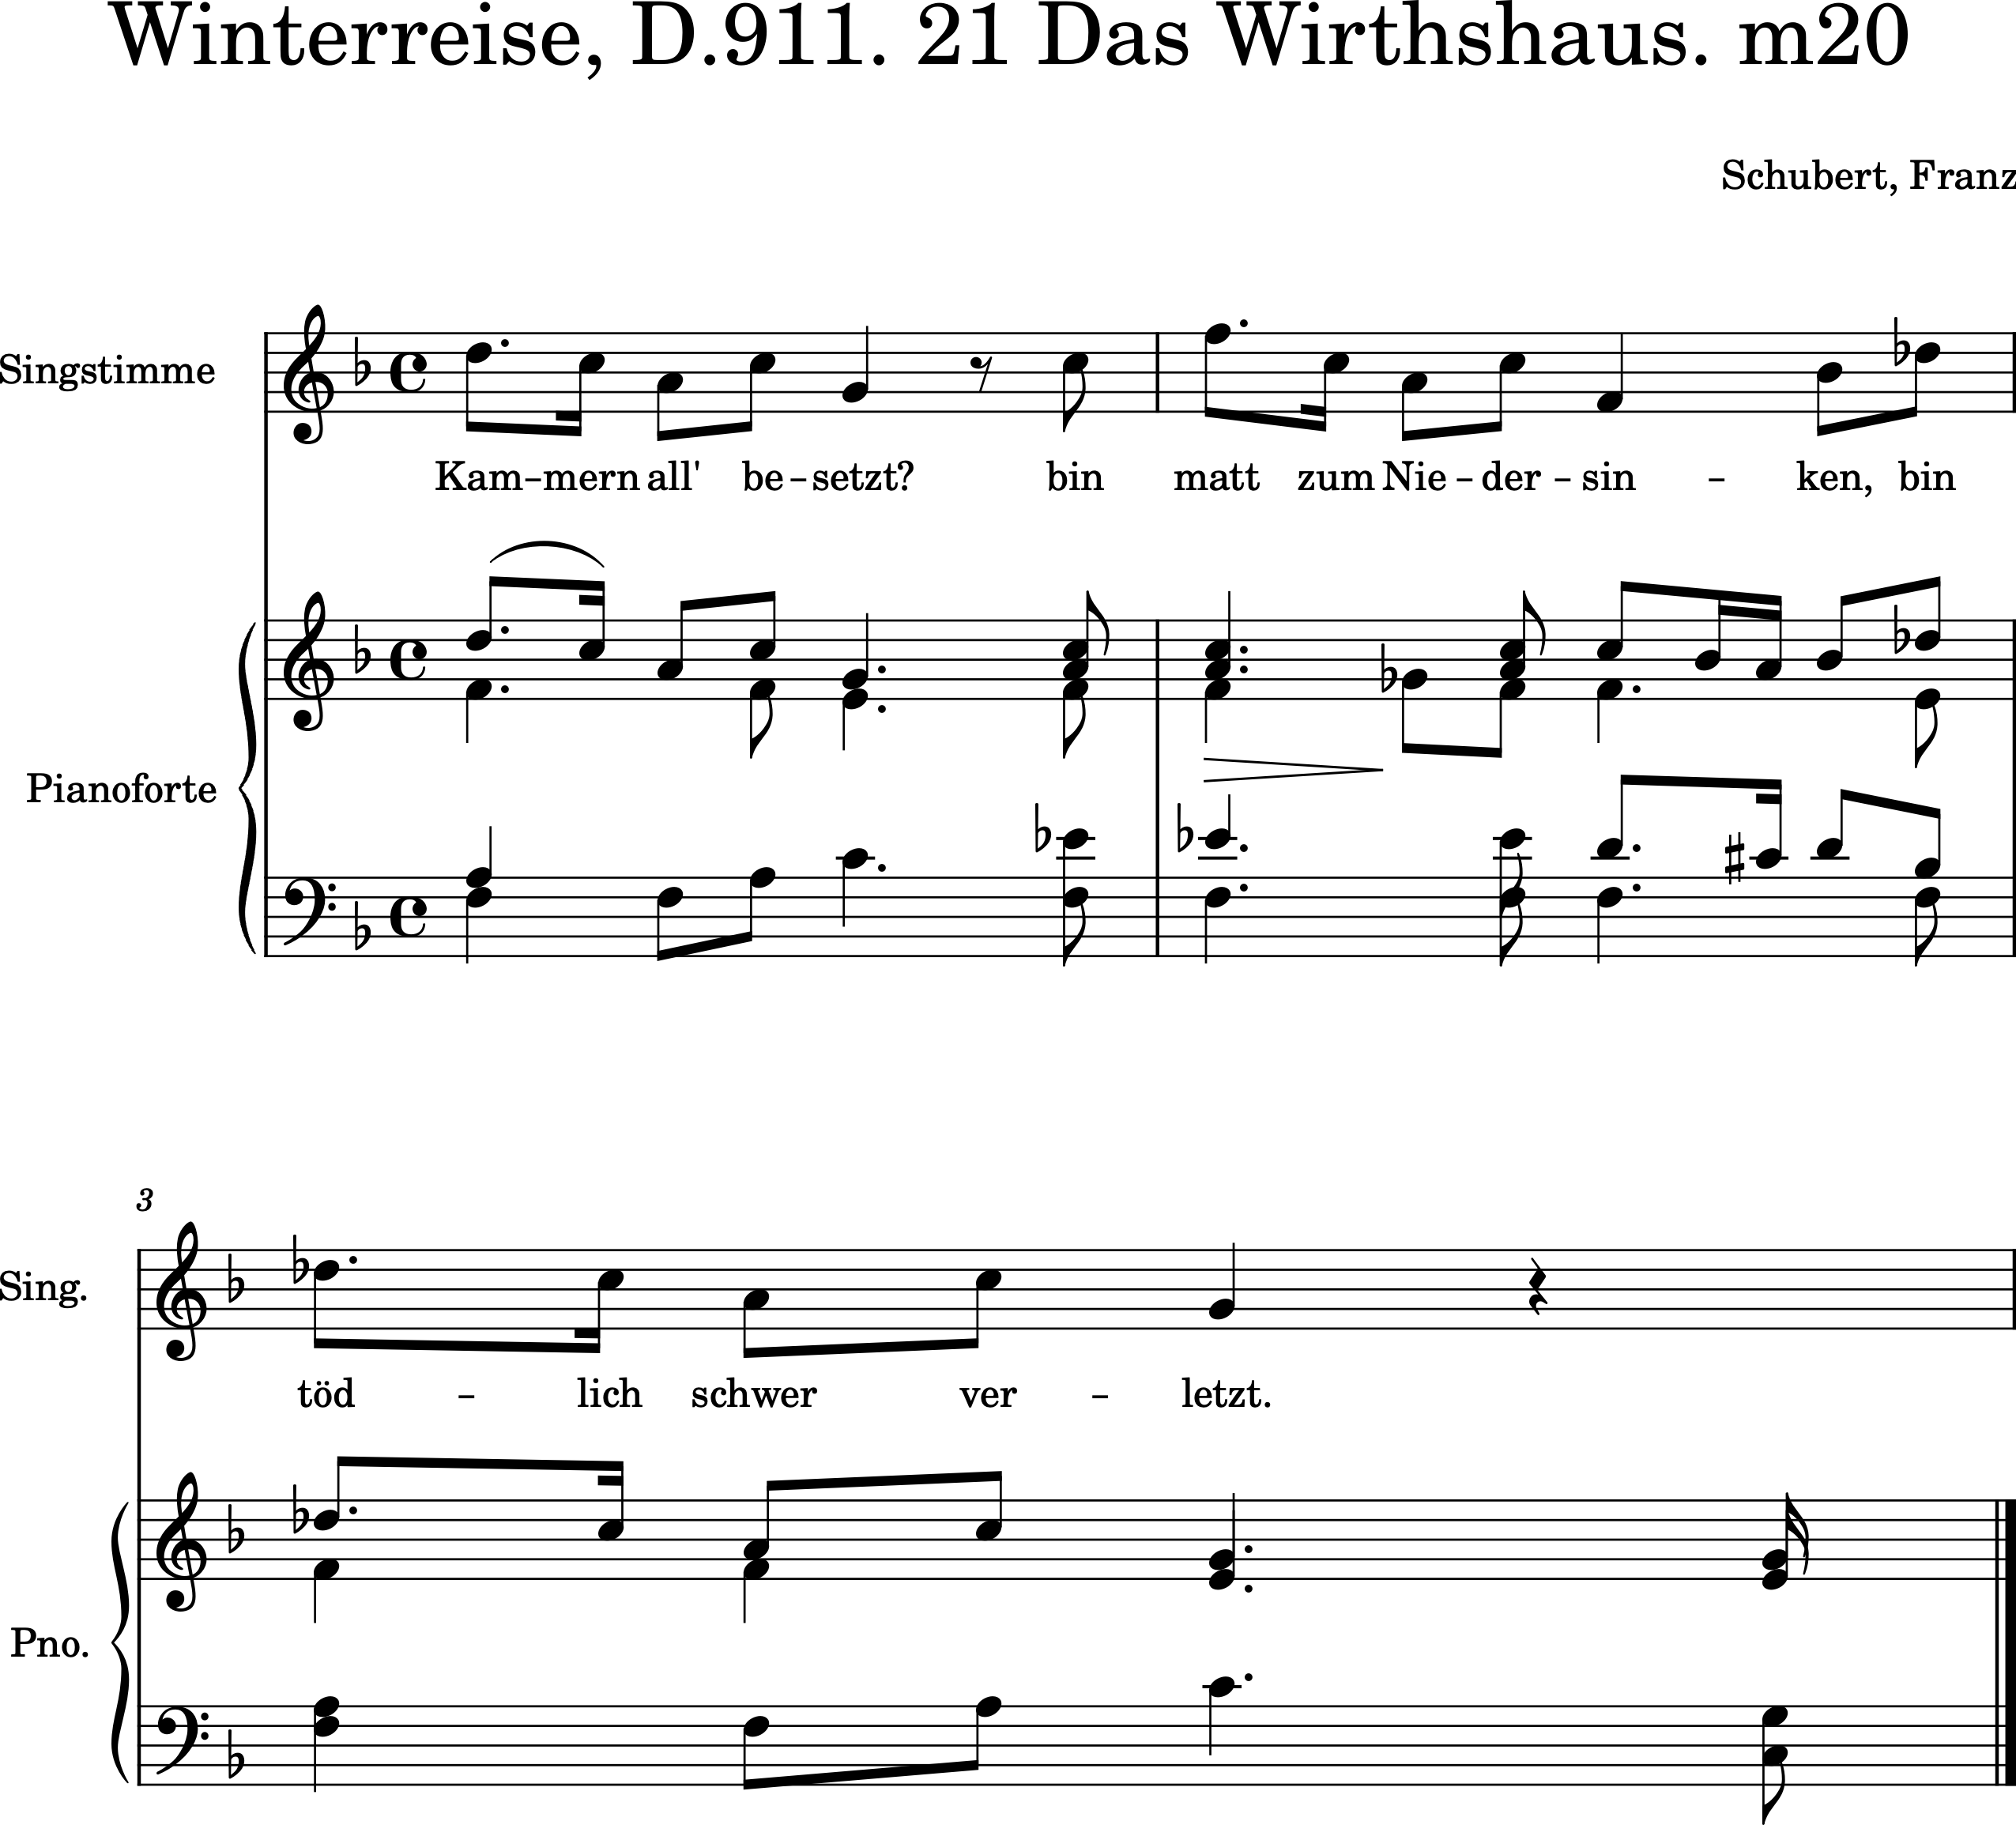 Winterreise, D.911. 21 Das Wirthshaus. m20
Schubert, Franz
Singstimme
Kam–mern all' be–setzt? bin matt zum Nie–der–sin – ken, bin
Pianoforte
3
Sing.
töd – lich schwer ver – letzt.
Pno.